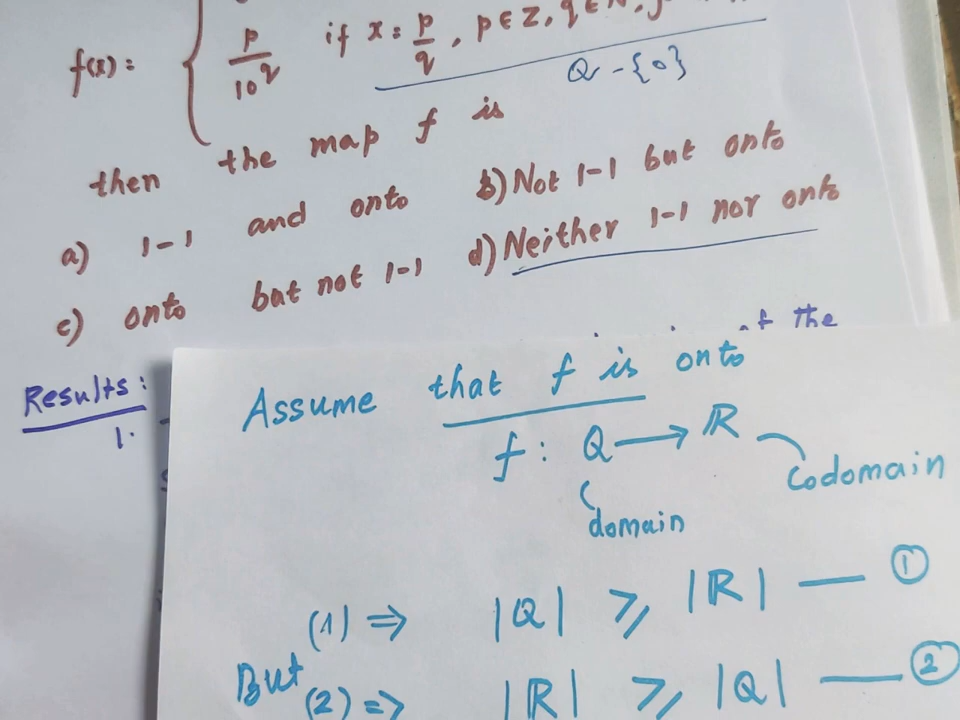 f(x) = { p/10^q if x = p/q, p ∈ Z, q ∈ N,
Q - {0}
then the map f is
a) 1-1 and onto b) Not 1-1 but onto
c) onto but not 1-1 d) Neither 1-1 nor onto
of the
Results:
1.
Assume that f is onto
f : Q → R
Codomain
domain
(1) ⇒ |Q| ⩾ |R| — ①
But (2) ⇒ |R| ⩾ |Q| — ②